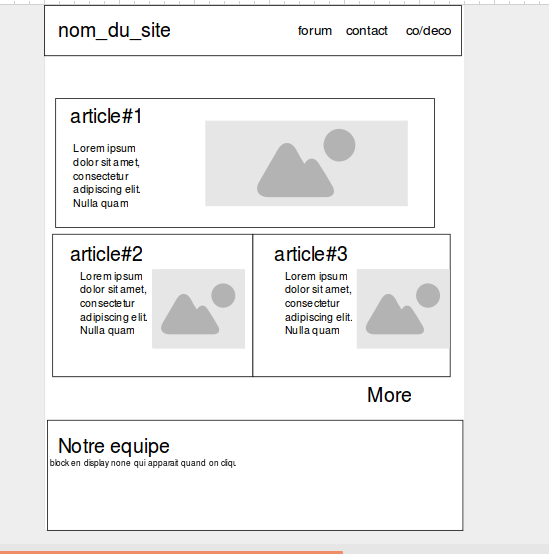 nom_du_site
forum contact co/deco
article#1
Lorem ipsum
dolor sit amet,
consectetur
adipiscing elit.
Nulla quam
article#2
Lorem ipsum
dolor sit amet,
consectetur
adipiscing elit.
Nulla quam
article#3
Lorem ipsum
dolor sit amet,
consectetur
adipiscing elit.
Nulla quam
More
Notre equipe
block en display none qui apparait quand on cliqu